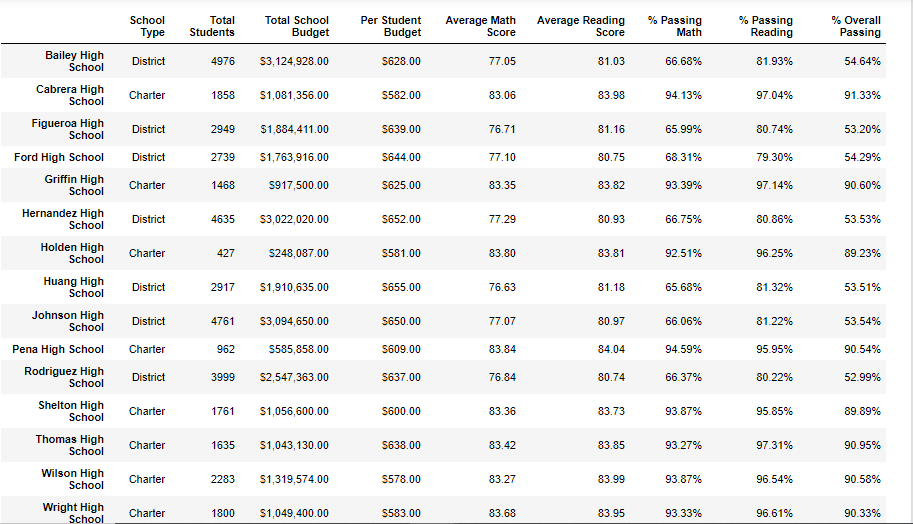 School Type Total Students Total School Budget Per Student Budget Average Math Score Average Reading Score % Passing Math % Passing Reading % Overall Passing
Bailey High School District 4976 $3,124,928.00 $628.00 77.05 81.03 66.68% 81.93% 54.64%
Cabrera High School Charter 1858 $1,081,356.00 $582.00 83.06 83.98 94.13% 97.04% 91.33%
Figueroa High School District 2949 $1,884,411.00 $639.00 76.71 81.16 65.99% 80.74% 53.20%
Ford High School District 2739 $1,763,916.00 $644.00 77.10 80.75 68.31% 79.30% 54.29%
Griffin High School Charter 1468 $917,500.00 $625.00 83.35 83.82 93.39% 97.14% 90.60%
Hernandez High School District 4635 $3,022,020.00 $652.00 77.29 80.93 66.75% 80.86% 53.53%
Holden High School Charter 427 $248,087.00 $581.00 83.80 83.81 92.51% 96.25% 89.23%
Huang High School District 2917 $1,910,635.00 $655.00 76.63 81.18 65.68% 81.32% 53.51%
Johnson High School District 4761 $3,094,650.00 $650.00 77.07 80.97 66.06% 81.22% 53.54%
Pena High School Charter 962 $585,858.00 $609.00 83.84 84.04 94.59% 95.95% 90.54%
Rodriguez High School District 3999 $2,547,363.00 $637.00 76.84 80.74 66.37% 80.22% 52.99%
Shelton High School Charter 1761 $1,056,600.00 $600.00 83.36 83.73 93.87% 95.85% 89.89%
Thomas High School Charter 1635 $1,043,130.00 $638.00 83.42 83.85 93.27% 97.31% 90.95%
Wilson High School Charter 2283 $1,319,574.00 $578.00 83.27 83.99 93.87% 96.54% 90.58%
Wright High School Charter 1800 $1,049,400.00 $583.00 83.68 83.95 93.33% 96.61% 90.33%